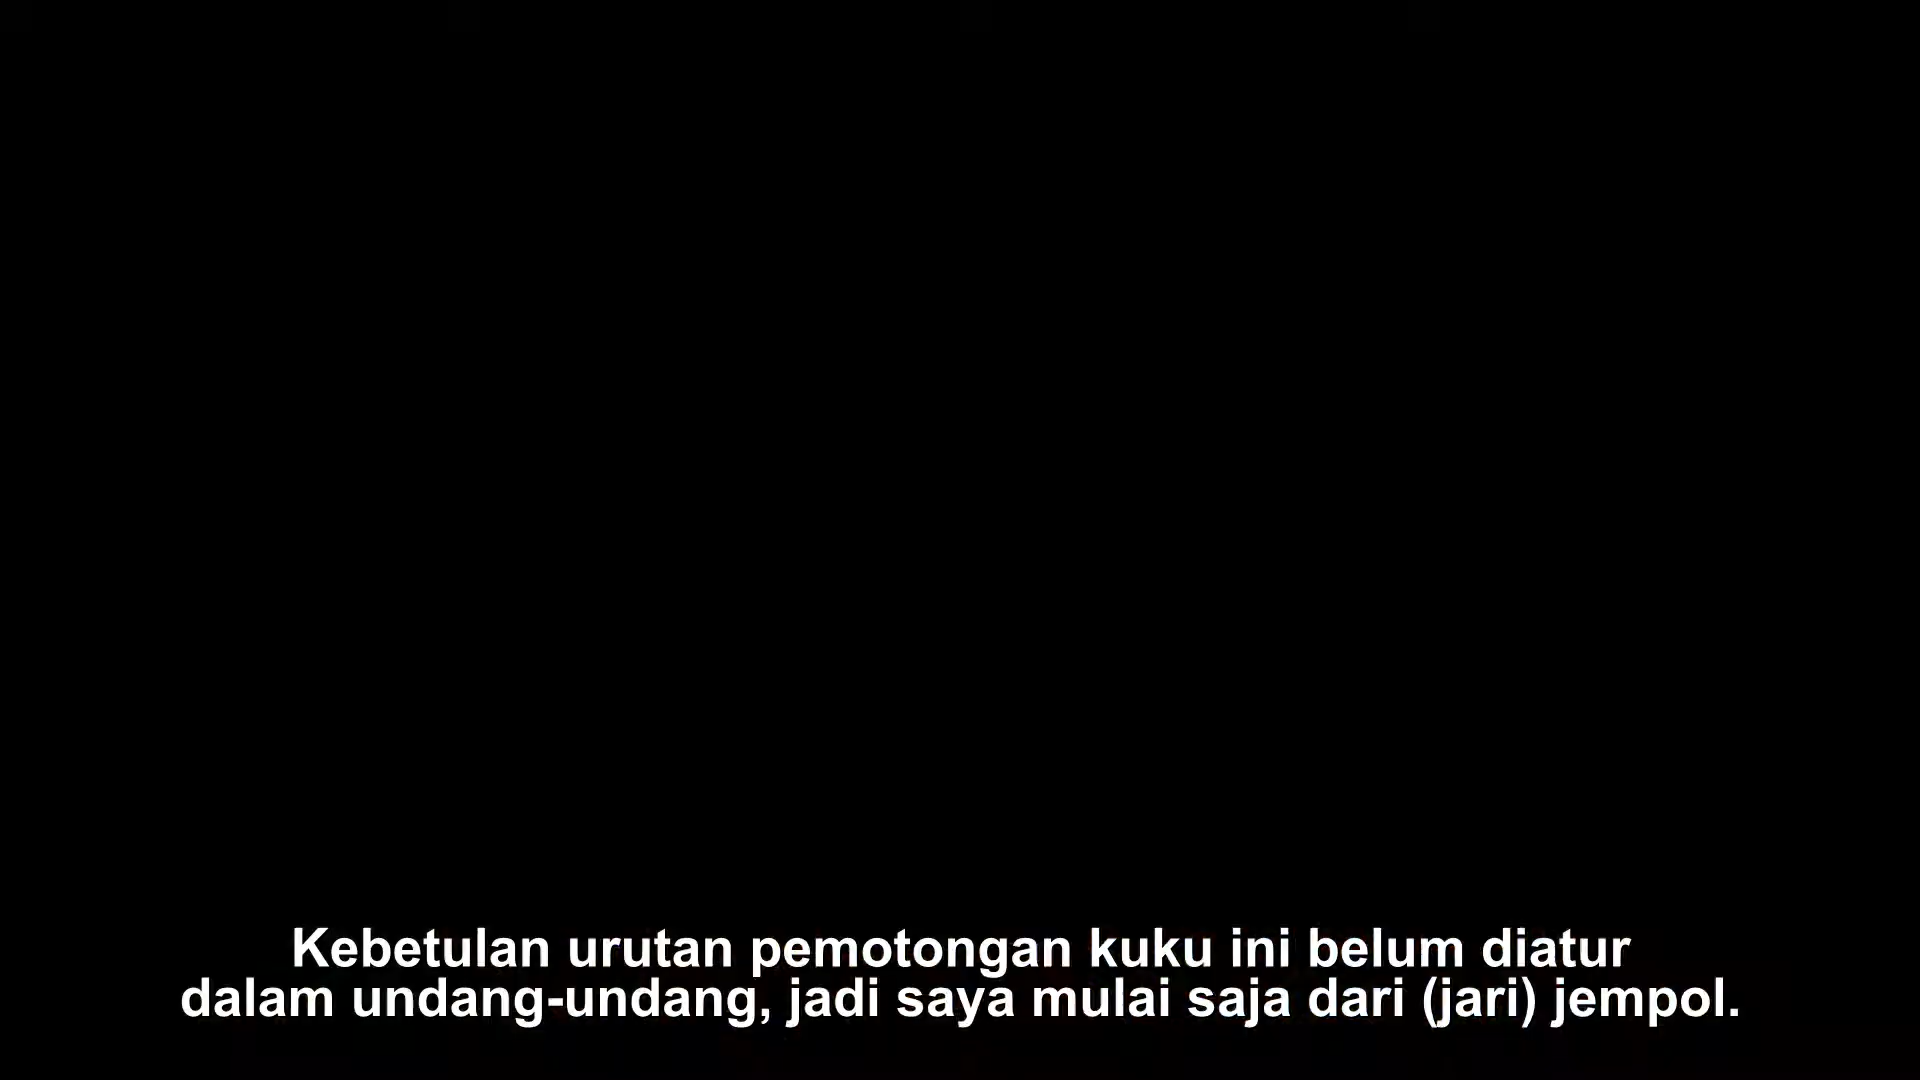 Kebetulan urutan pemotongan kuku ini belum diatur
dalam undang-undang, jadi saya mulai saja dari (jari) jempol.